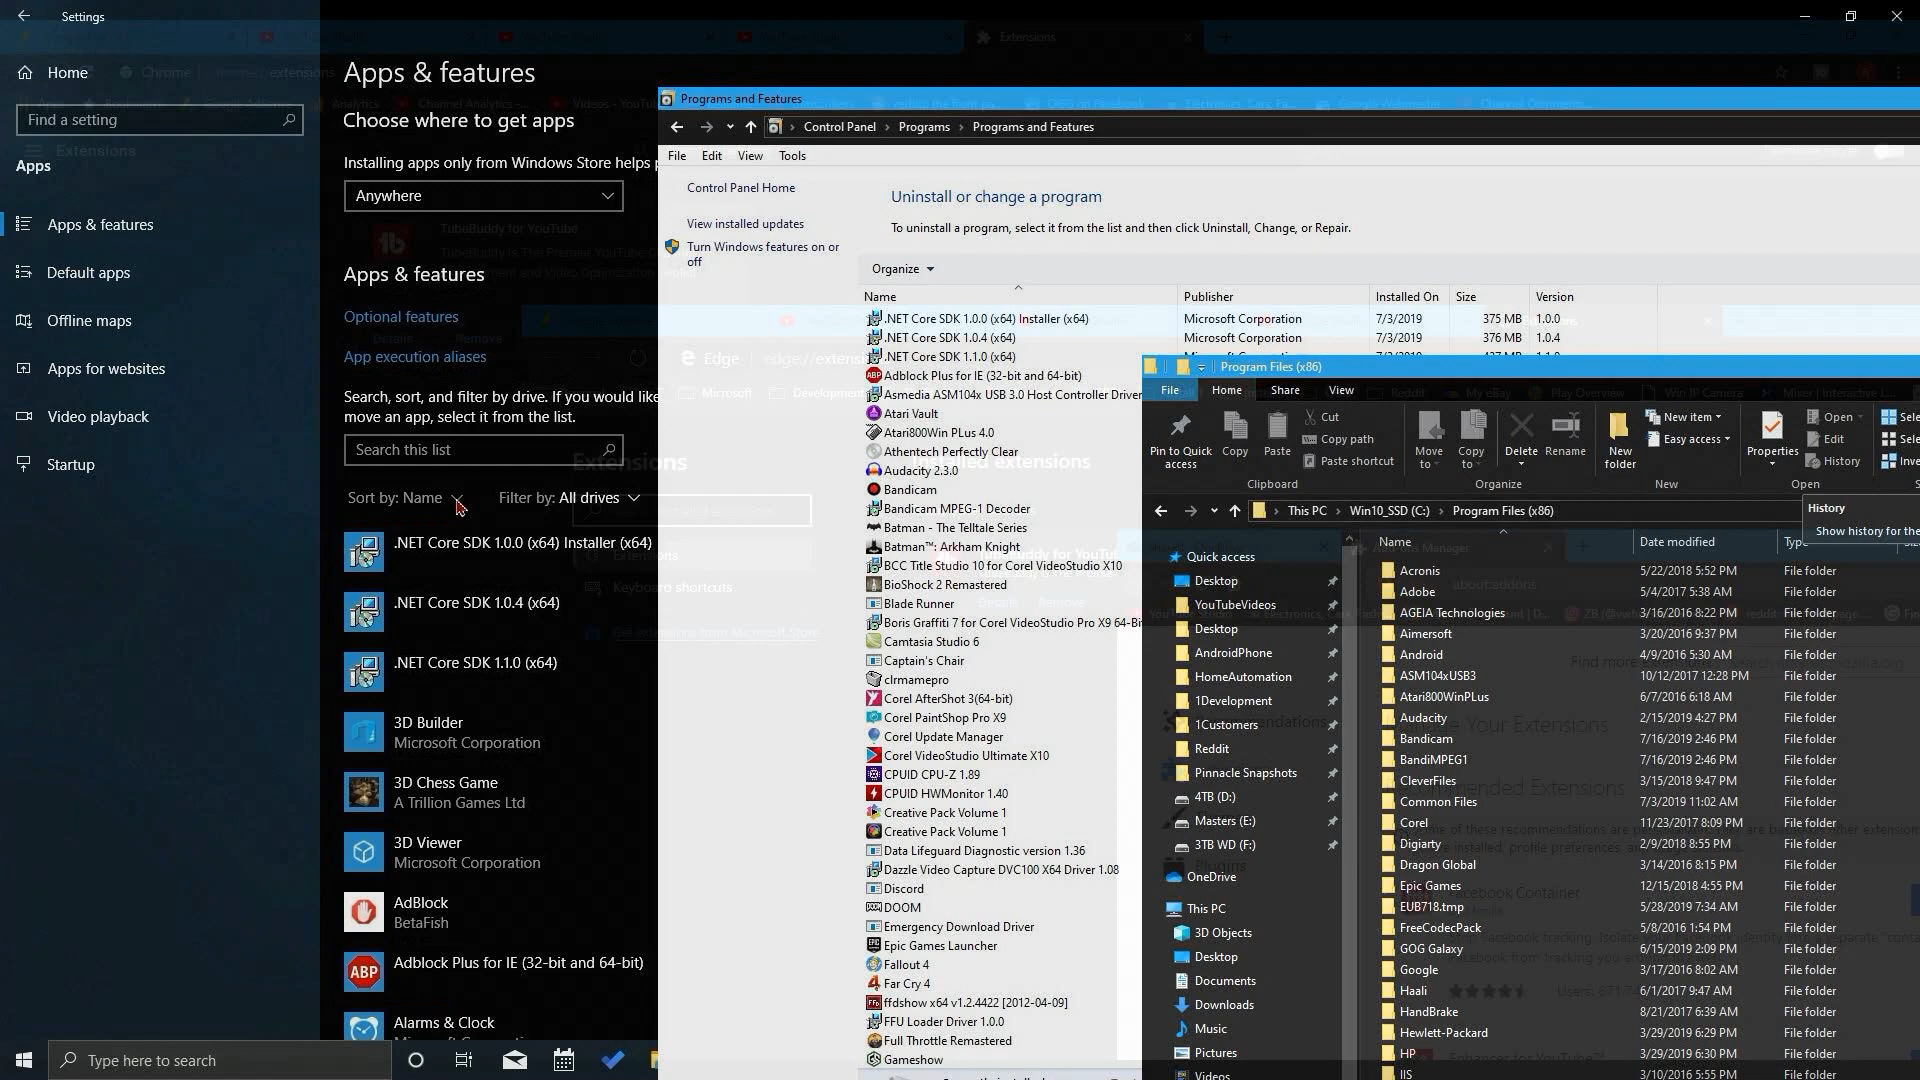 Settings
Home
Find a setting
Apps
Apps & features
Default apps
Offline maps
Apps for websites
Video playback
Startup
Type here to search
Extensions
Chrome
Extensions
Apps & features
Choose where to get apps
Installing apps only from Windows Store helps
Anywhere
TubeBuddy for YouTube
Apps & features
Optional features
App execution aliases
Search, sort, and filter by drive. If you would like
move an app, select it from the list.
Search this list
Sort by: Name
Filter by: All drives
.NET Core SDK 1.0.0 (x64) Installer (x64)
.NET Core SDK 1.0.4 (x64)
.NET Core SDK 1.1.0 (x64)
3D Builder
Microsoft Corporation
3D Chess Game
A Trillion Games Ltd
3D Viewer
Microsoft Corporation
AdBlock
BetaFish
Adblock Plus for IE (32-bit and 64-bit)
Alarms & Clock
Edge
Microsoft
Extensions
Installed extensions
Extensions
Keyboard shortcuts
Get extensions from Microsoft Store
Programs and Features
Control Panel
Programs
Programs and Features
File
Edit
View
Tools
Control Panel Home
View installed updates
Turn Windows features on or
off
Uninstall or change a program
To uninstall a program, select it from the list and then click Uninstall, Change, or Repair.
Organize
Name Publisher Installed On Size Version
.NET Core SDK 1.0.0 (x64) Installer (x64) Microsoft Corporation 7/3/2019 375 MB 1.0.0
.NET Core SDK 1.0.4 (x64) Microsoft Corporation 7/3/2019 376 MB 1.0.4
.NET Core SDK 1.1.0 (x64)
Adblock Plus for IE (32-bit and 64-bit)
Asmedia ASM104x USB 3.0 Host Controller Driver
Atari Vault
Atari800Win PLus 4.0
Athentech Perfectly Clear
Audacity 2.3.0
Bandicam
Bandicam MPEG-1 Decoder
Batman - The Telltale Series
Batman™: Arkham Knight
BCC Title Studio 10 for Corel VideoStudio X10
BioShock 2 Remastered
Blade Runner
Boris Graffiti 7 for Corel VideoStudio Pro X9 64-Bi
Camtasia Studio 6
Captain's Chair
clrmamepro
Corel AfterShot 3(64-bit)
Corel PaintShop Pro X9
Corel Update Manager
Corel VideoStudio Ultimate X10
CPUID CPU-Z 1.89
CPUID HWMonitor 1.40
Creative Pack Volume 1
Creative Pack Volume 1
Data Lifeguard Diagnostic version 1.36
Dazzle Video Capture DVC100 X64 Driver 1.08
Discord
DOOM
Emergency Download Driver
Epic Games Launcher
Fallout 4
Far Cry 4
ffdshow x64 v1.2.4422 [2012-04-09]
FFU Loader Driver 1.0.0
Full Throttle Remastered
Gameshow
Program Files (x86)
File
Home
Share
View
Pin to Quick
access
Copy
Paste
Cut
Copy path
Paste shortcut
Clipboard
Move
to
Copy
to
Delete
Rename
Organize
New
folder
New item
Easy access
New
Properties
Open
Edit
History
Open
This PC
Win10_SSD (C:)
Program Files (x86)
History
Show history for the
Quick access
Desktop
YouTubeVideos
Desktop
AndroidPhone
HomeAutomation
1Development
1Customers
Reddit
Pinnacle Snapshots
4TB (D:)
Masters (E:)
3TB WD (F:)
OneDrive
This PC
3D Objects
Desktop
Documents
Downloads
Music
Pictures
Videos
Name Date modified
Acronis 5/22/2018 5:52 PM File folder
Adobe 5/4/2017 5:38 AM File folder
AGEIA Technologies 3/16/2016 8:22 PM File folder
Aimersoft 3/20/2016 9:37 PM File folder
Android 4/9/2016 5:30 AM File folder
ASM104xUSB3 10/12/2017 12:28 PM File folder
Atari800WinPLus 6/7/2016 6:18 AM File folder
Audacity 2/15/2019 4:27 PM File folder
Bandicam 7/16/2019 2:46 PM File folder
BandiMPEG1 7/16/2019 2:46 PM File folder
CleverFiles 3/15/2018 9:47 PM File folder
Common Files 7/3/2019 11:02 AM File folder
Corel 11/23/2017 8:09 PM File folder
Digiarty 2/9/2018 8:55 PM File folder
Dragon Global 3/14/2016 8:15 PM File folder
Epic Games 12/15/2018 4:55 PM File folder
EUB718.tmp 5/28/2019 7:34 AM File folder
FreeCodecPack 5/8/2016 1:54 PM File folder
GOG Galaxy 6/15/2019 2:09 PM File folder
Google 3/17/2016 8:02 AM File folder
Haali 6/1/2017 9:47 AM File folder
HandBrake 8/21/2017 6:39 AM File folder
Hewlett-Packard 3/29/2019 6:29 PM File folder
HP 3/29/2019 6:30 PM File folder
IIS 3/10/2016 5:55 PM File folder